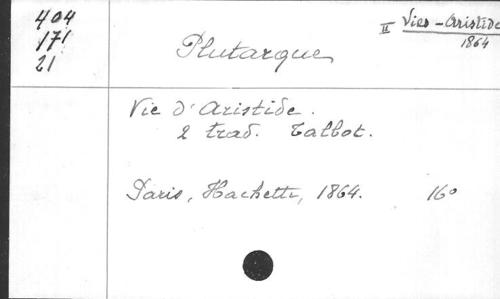 404
171
21
II Vies - Aristide
1864
Plutarque
Vie d'Aristide.
2 trad. Talbot.
Paris, Hachette, 1864. 16°